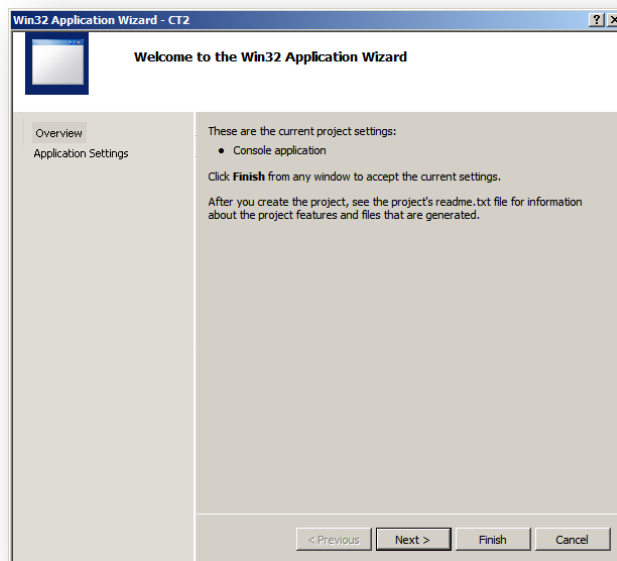 Win32 Application Wizard - CT2
Welcome to the Win32 Application Wizard
Overview
Application Settings
These are the current project settings:
• Console application
Click Finish from any window to accept the current settings.
After you create the project, see the project's readme.txt file for information
about the project features and files that are generated.
< Previous
Next >
Finish
Cancel